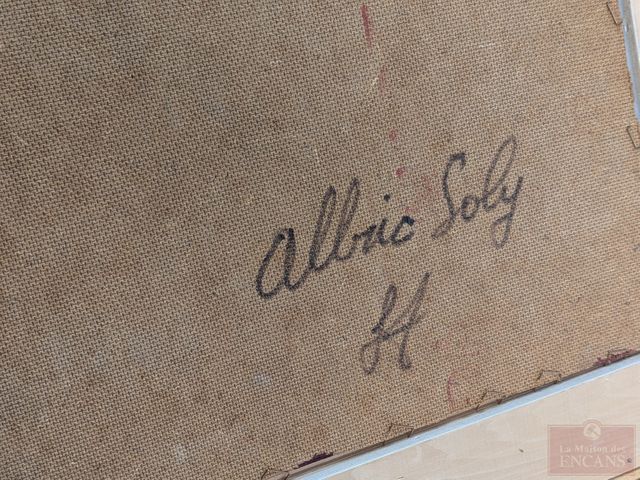 Albric Soly
H
La Maison des
ENCANS